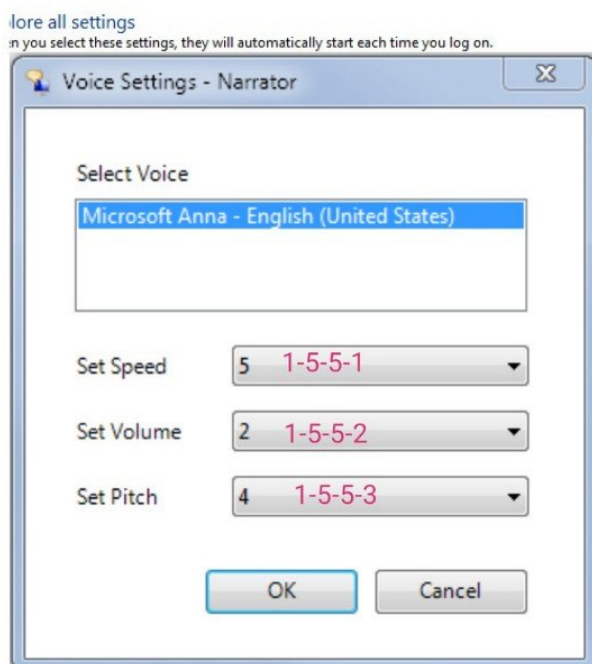 lore all settings
n you select these settings, they will automatically start each time you log on.
Voice Settings - Narrator
Select Voice
Microsoft Anna - English (United States)
Set Speed 5 1-5-5-1
Set Volume 2 1-5-5-2
Set Pitch 4 1-5-5-3
OK Cancel